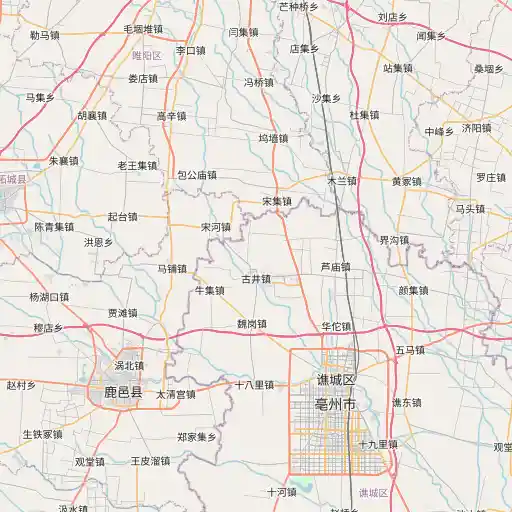 芒种桥乡
刘店乡
毛堌堆镇
闫集镇
勒马镇
闻集乡
李口镇
店集乡
睢阳区
站集镇
桑堌乡
娄店镇
冯桥镇
马集乡
沙集乡
胡襄镇
高辛镇
杜集镇
济阳镇
中峰乡
坞墙镇
朱襄镇
老王集镇
包公庙镇
木兰镇
黄冢镇
罗庄镇
柘城县
宋集镇
马头镇
起台镇
陈青集镇
宋河镇
洪恩乡
界沟镇
马铺镇
芦庙镇
古井镇
牛集镇
颜集镇
杨湖口镇
贾滩镇
魏岗镇
华佗镇
穆店乡
五马镇
涡北镇
谯城区
赵村乡
十八里镇
鹿邑县
太清宫镇
亳州市
谯东镇
生铁冢镇
郑家集乡
十九里镇
观堂
观堂镇
王皮溜镇
十河镇
谯城区
汲水镇